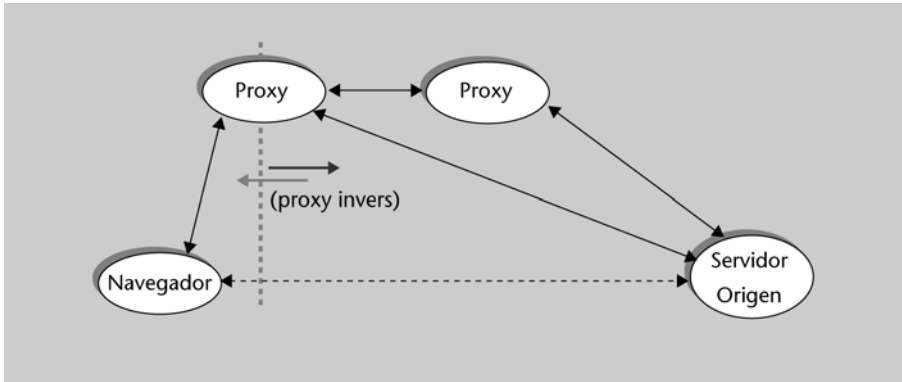 Proxy
Proxy
(proxy invers)
Navegador
Servidor
Origen